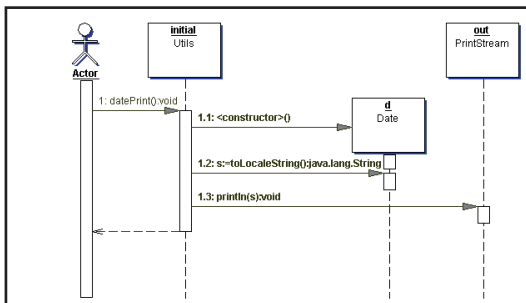 initial
Utils
out
PrintStream
Actor
1: datePrint():void
1.1: <constructor>()
d
Date
1.2: s:=toLocaleString():java.lang.String
1.3: println(s):void